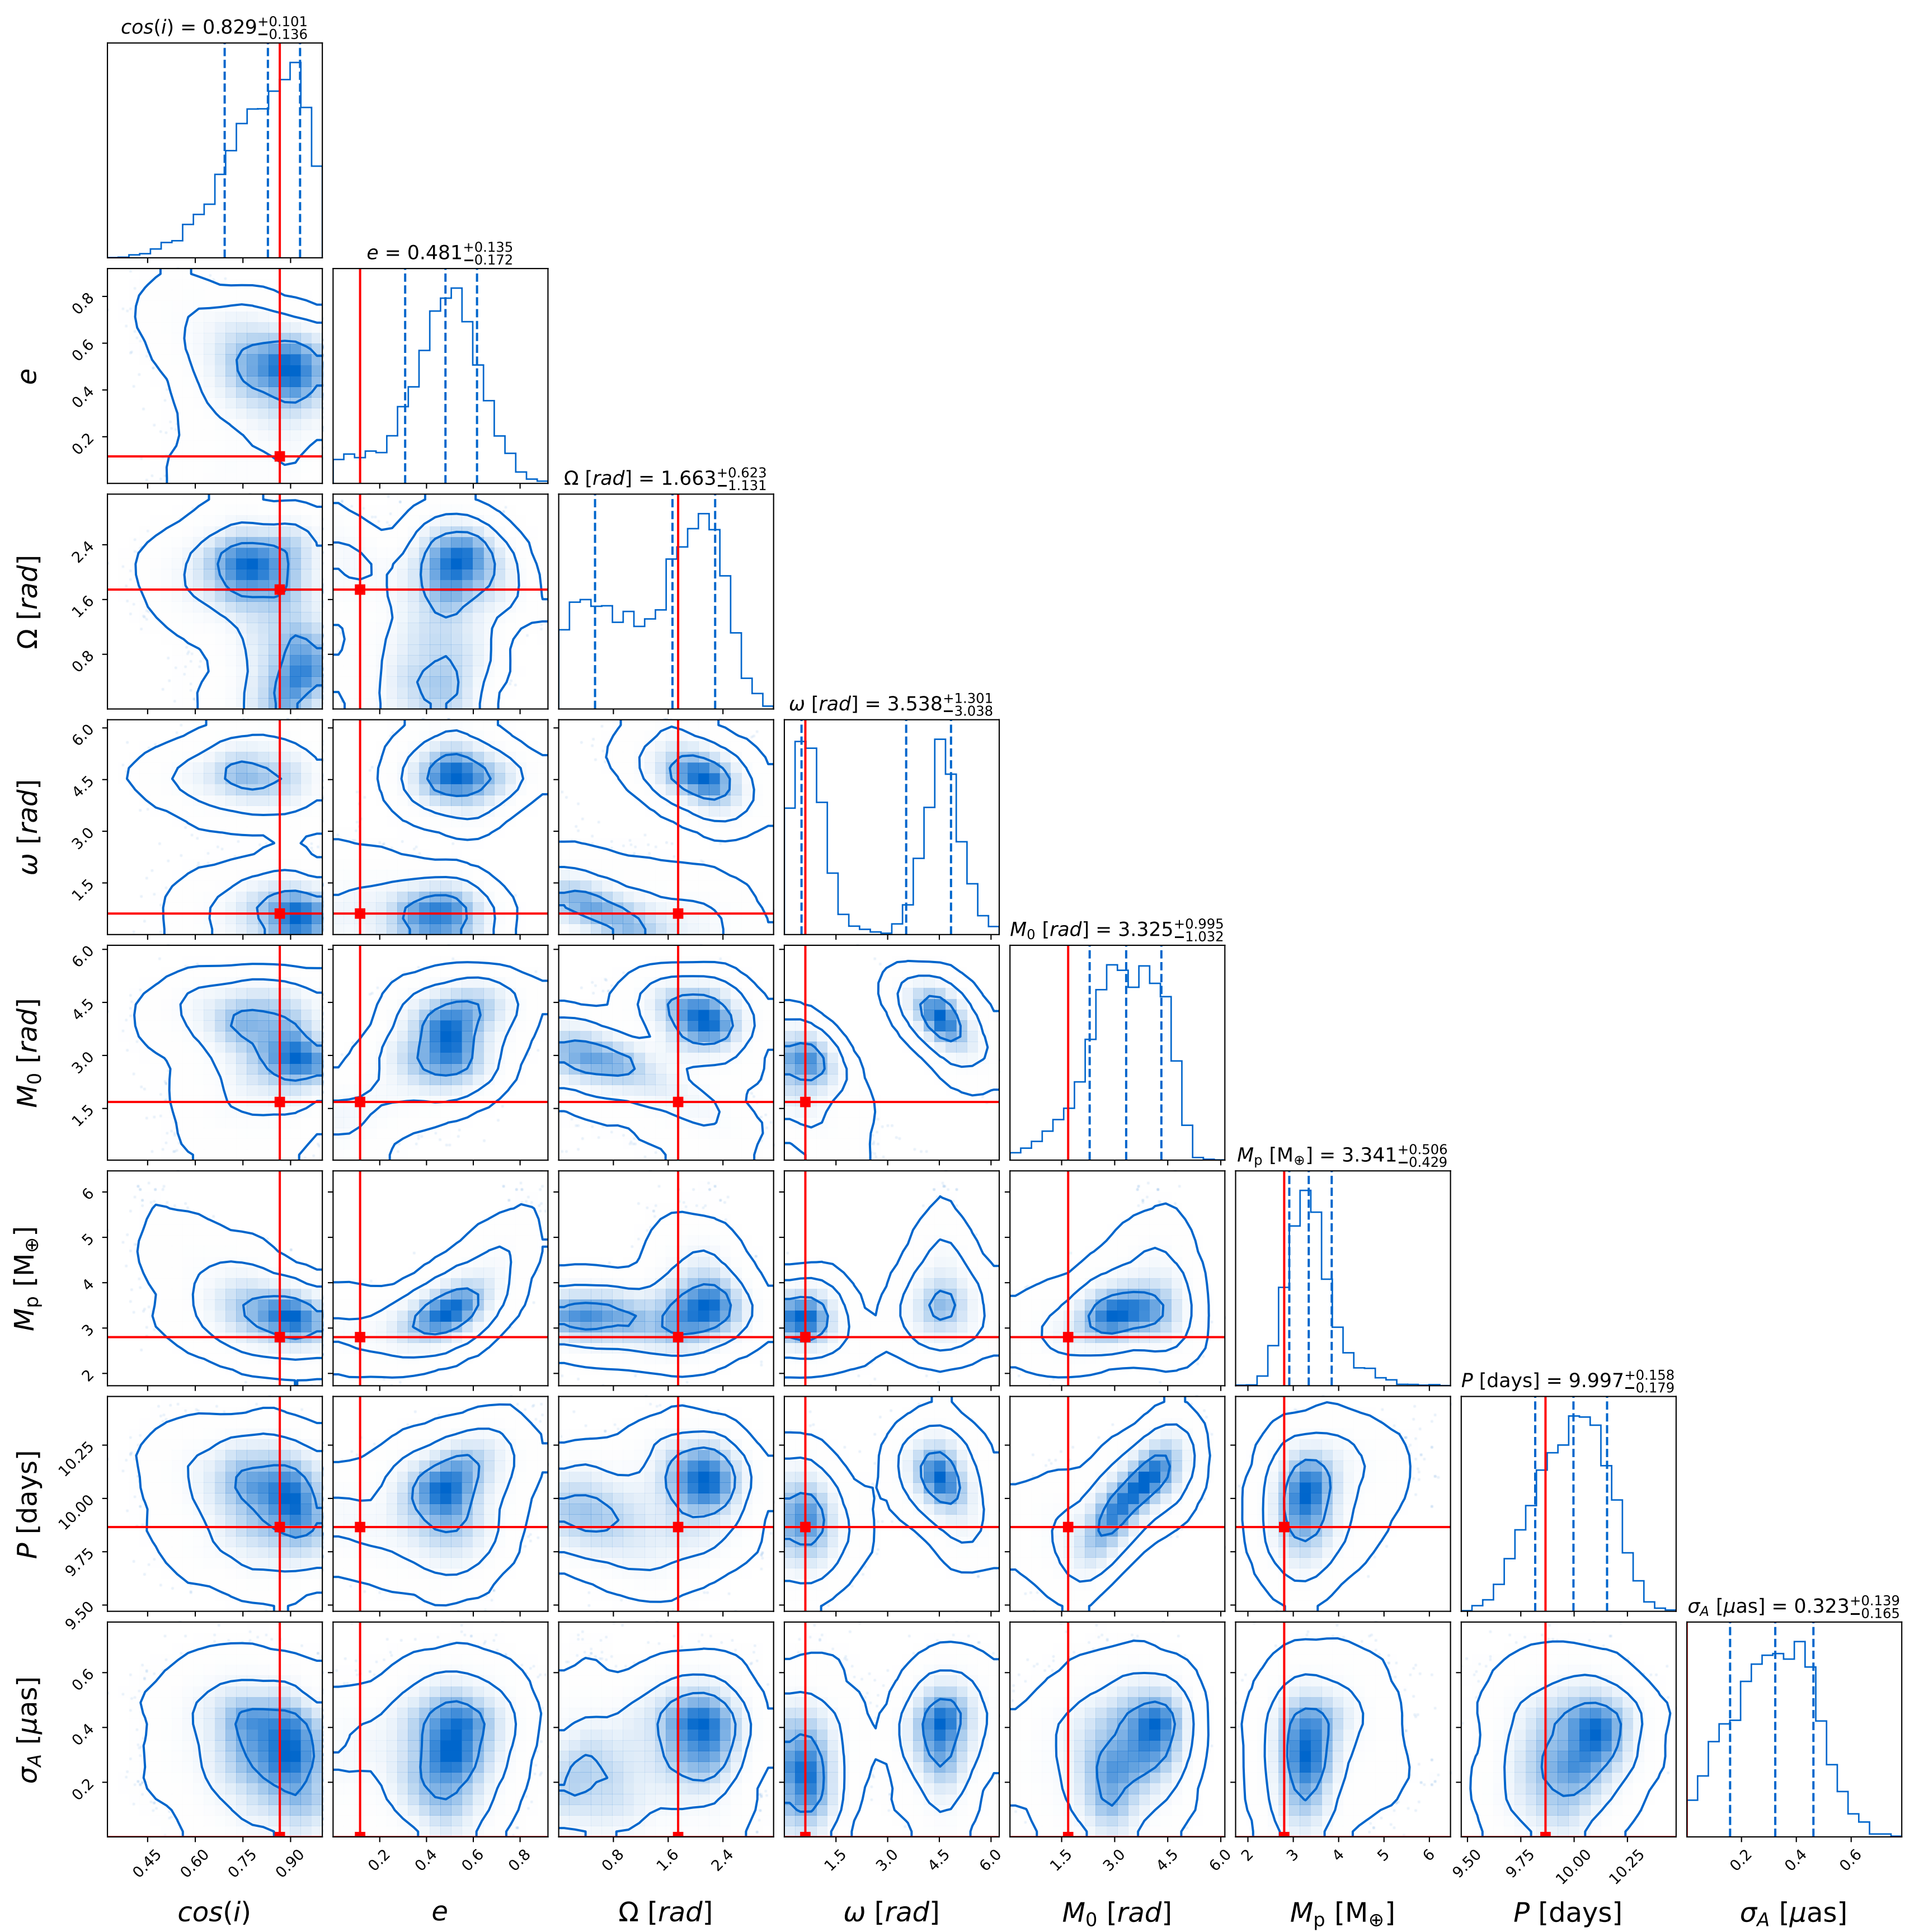 cos(i) = 0.829+0.101−0.136
e = 0.481+0.135−0.172
0.8
0.6
0.4
0.2
e
Ω [rad] = 1.663+0.623−1.131
2.4
1.6
0.8
Ω [rad]
ω [rad] = 3.538+1.301−3.038
6.0
4.5
3.0
1.5
ω [rad]
M0 [rad] = 3.325+0.995−1.032
6.0
4.5
3.0
1.5
M0 [rad]
Mp [M⊕] = 3.341+0.506−0.429
6
5
4
3
2
Mp [M⊕]
P [days] = 9.997+0.158−0.179
10.25
10.00
9.75
9.50
P [days]
σA [μas] = 0.323+0.139−0.165
0.6
0.4
0.2
σA [μas]
0.45 0.60 0.75 0.90 0.2 0.4 0.6 0.8 0.8 1.6 2.4 1.5 3.0 4.5 6.0 1.5 3.0 4.5 6.0 2 3 4 5 6 9.50 9.75 10.00 10.25 0.2 0.4 0.6
cos(i) e Ω [rad] ω [rad] M0 [rad] Mp [M⊕] P [days] σA [μas]